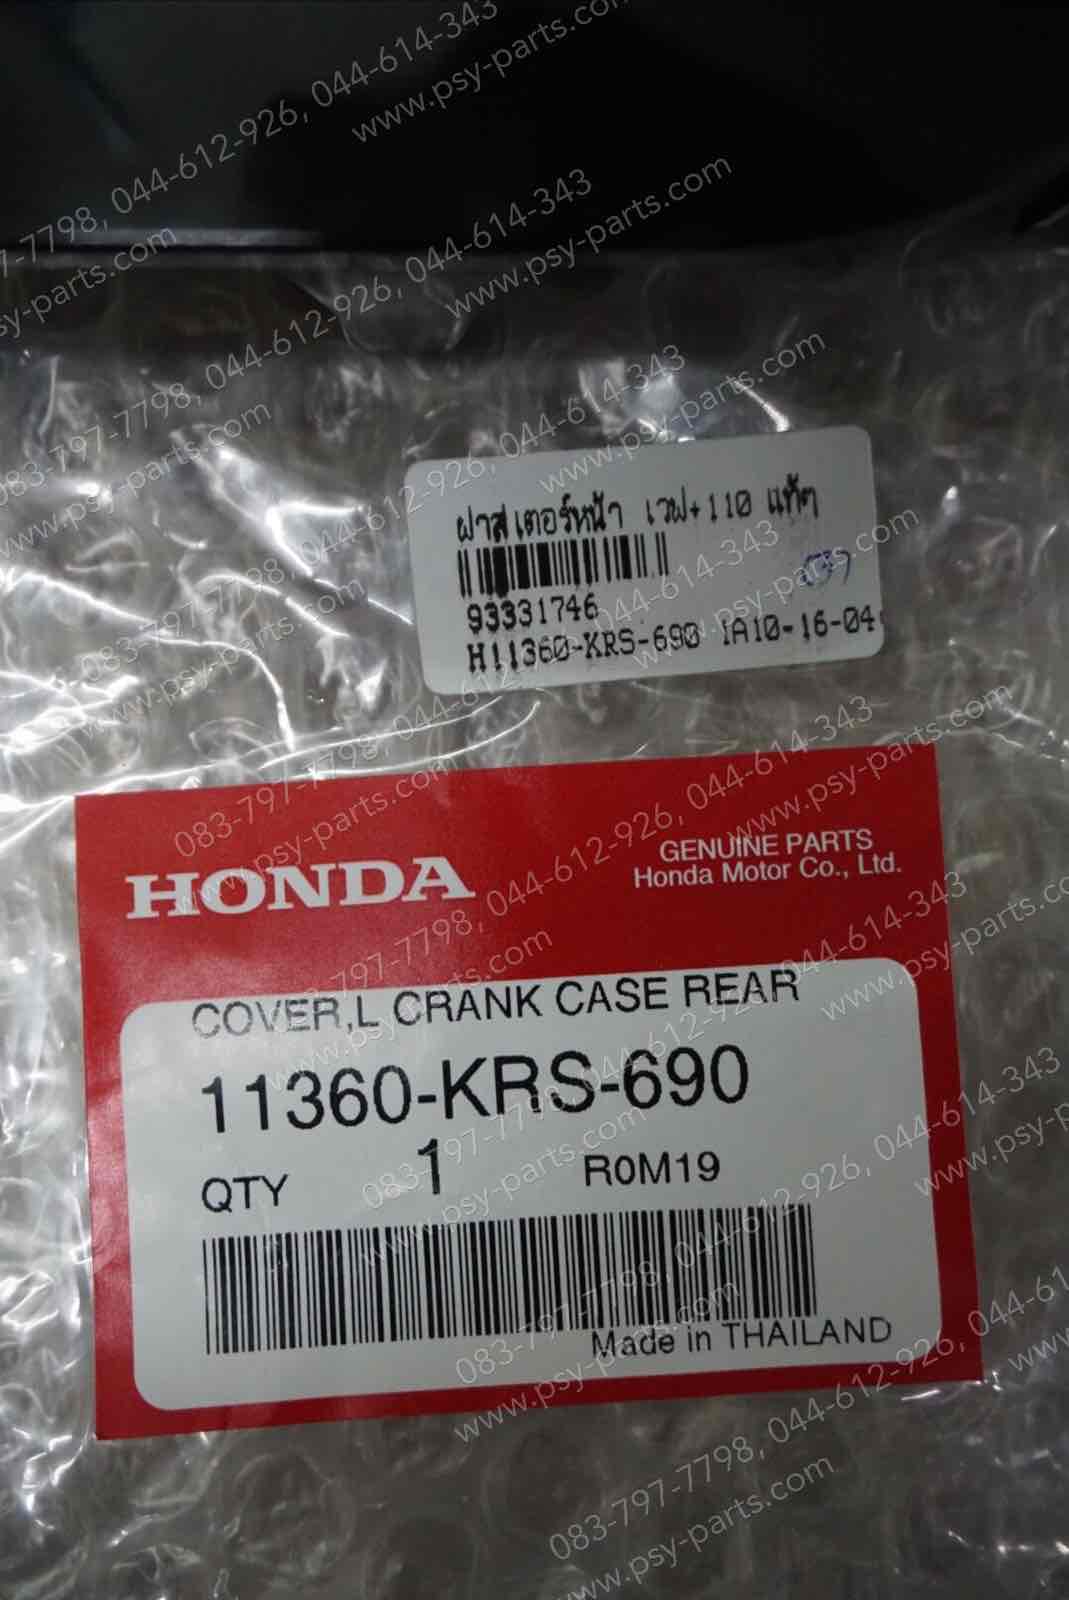 ฝาสเตอร์หน้า เวฟ+110 แท้ๆ
93331746
H11360-KRS-690 1A10-16-04
HONDA
GENUINE PARTS
Honda Motor Co., Ltd.
COVER,L CRANK CASE REAR
11360-KRS-690
QTY 1 R0M19
Made in THAILAND
083-797-7798, 044-612-926, 044-614-343
www.psy-parts.com